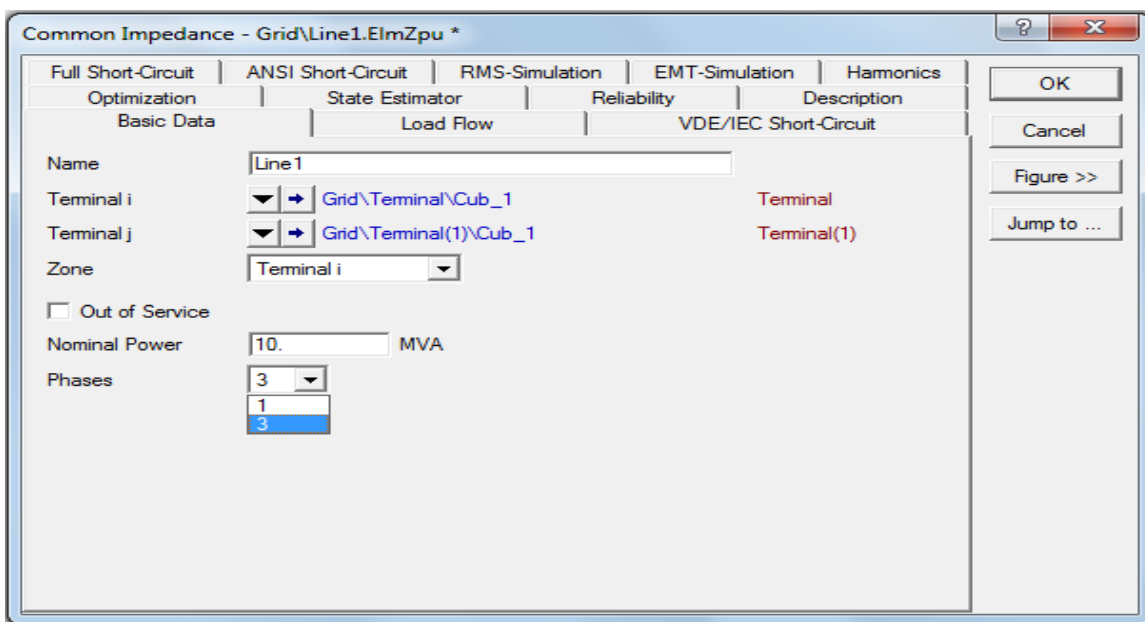 Common Impedance - Grid\Line1.ElmZpu *
?
Full Short-Circuit ANSI Short-Circuit RMS-Simulation EMT-Simulation Harmonics
Optimization State Estimator Reliability Description
Basic Data Load Flow VDE/IEC Short-Circuit
OK
Cancel
Figure >>
Jump to ...
Name Line1
Terminal i Grid\Terminal\Cub_1 Terminal
Terminal j Grid\Terminal(1)\Cub_1 Terminal(1)
Zone Terminal i
Out of Service
Nominal Power 10. MVA
Phases 3
1
3